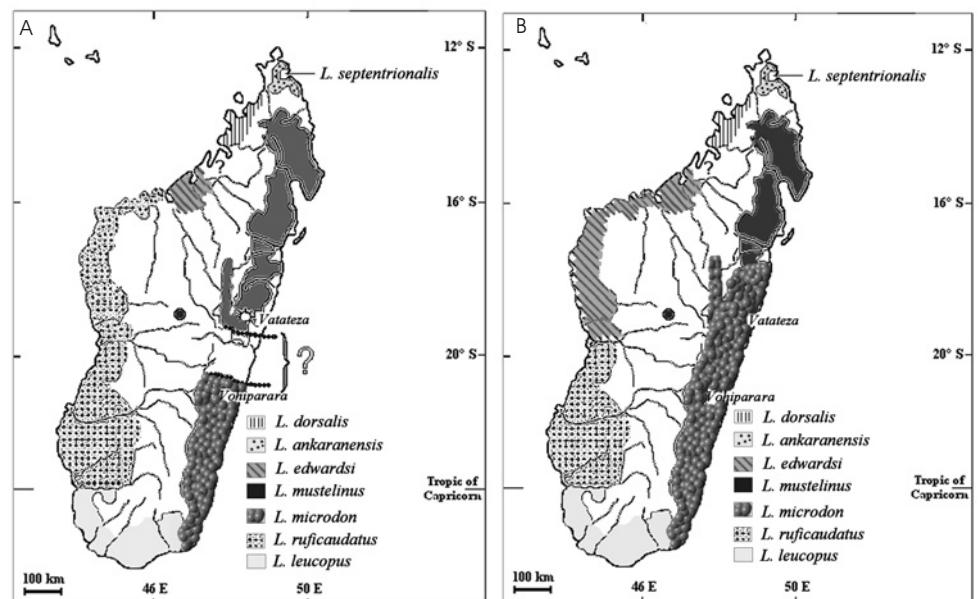 A
12° S
L. septentrionalis
?
16° S
Vatateza
20° S
?
Vohiparara
L. dorsalis
L. ankaranensis
L. edwardsi
L. mustelinus
L. microdon
L. ruficaudatus
L. leucopus
Tropic of
Capricorn
100 km
46 E
50 E
B
12° S
L. septentrionalis
?
16° S
Vatateza
20° S
Vohiparara
L. dorsalis
L. ankaranensis
L. edwardsi
L. mustelinus
L. microdon
L. ruficaudatus
L. leucopus
Tropic of
Capricorn
100 km
46 E
50 E